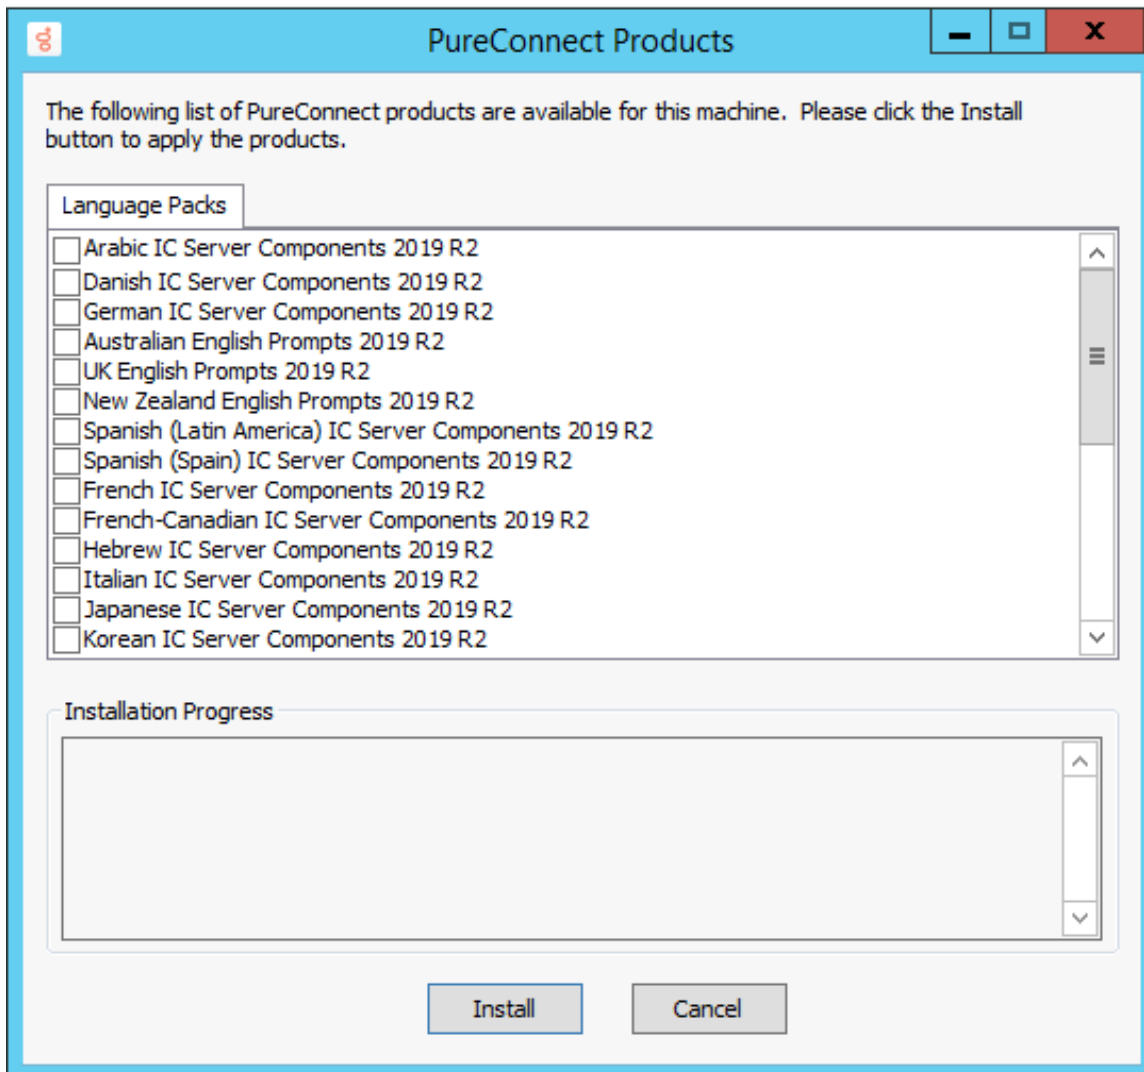 PureConnect Products
The following list of PureConnect products are available for this machine.  Please click the Install
button to apply the products.
Language Packs
Arabic IC Server Components 2019 R2
Danish IC Server Components 2019 R2
German IC Server Components 2019 R2
Australian English Prompts 2019 R2
UK English Prompts 2019 R2
New Zealand English Prompts 2019 R2
Spanish (Latin America) IC Server Components 2019 R2
Spanish (Spain) IC Server Components 2019 R2
French IC Server Components 2019 R2
French-Canadian IC Server Components 2019 R2
Hebrew IC Server Components 2019 R2
Italian IC Server Components 2019 R2
Japanese IC Server Components 2019 R2
Korean IC Server Components 2019 R2
Installation Progress
Install
Cancel